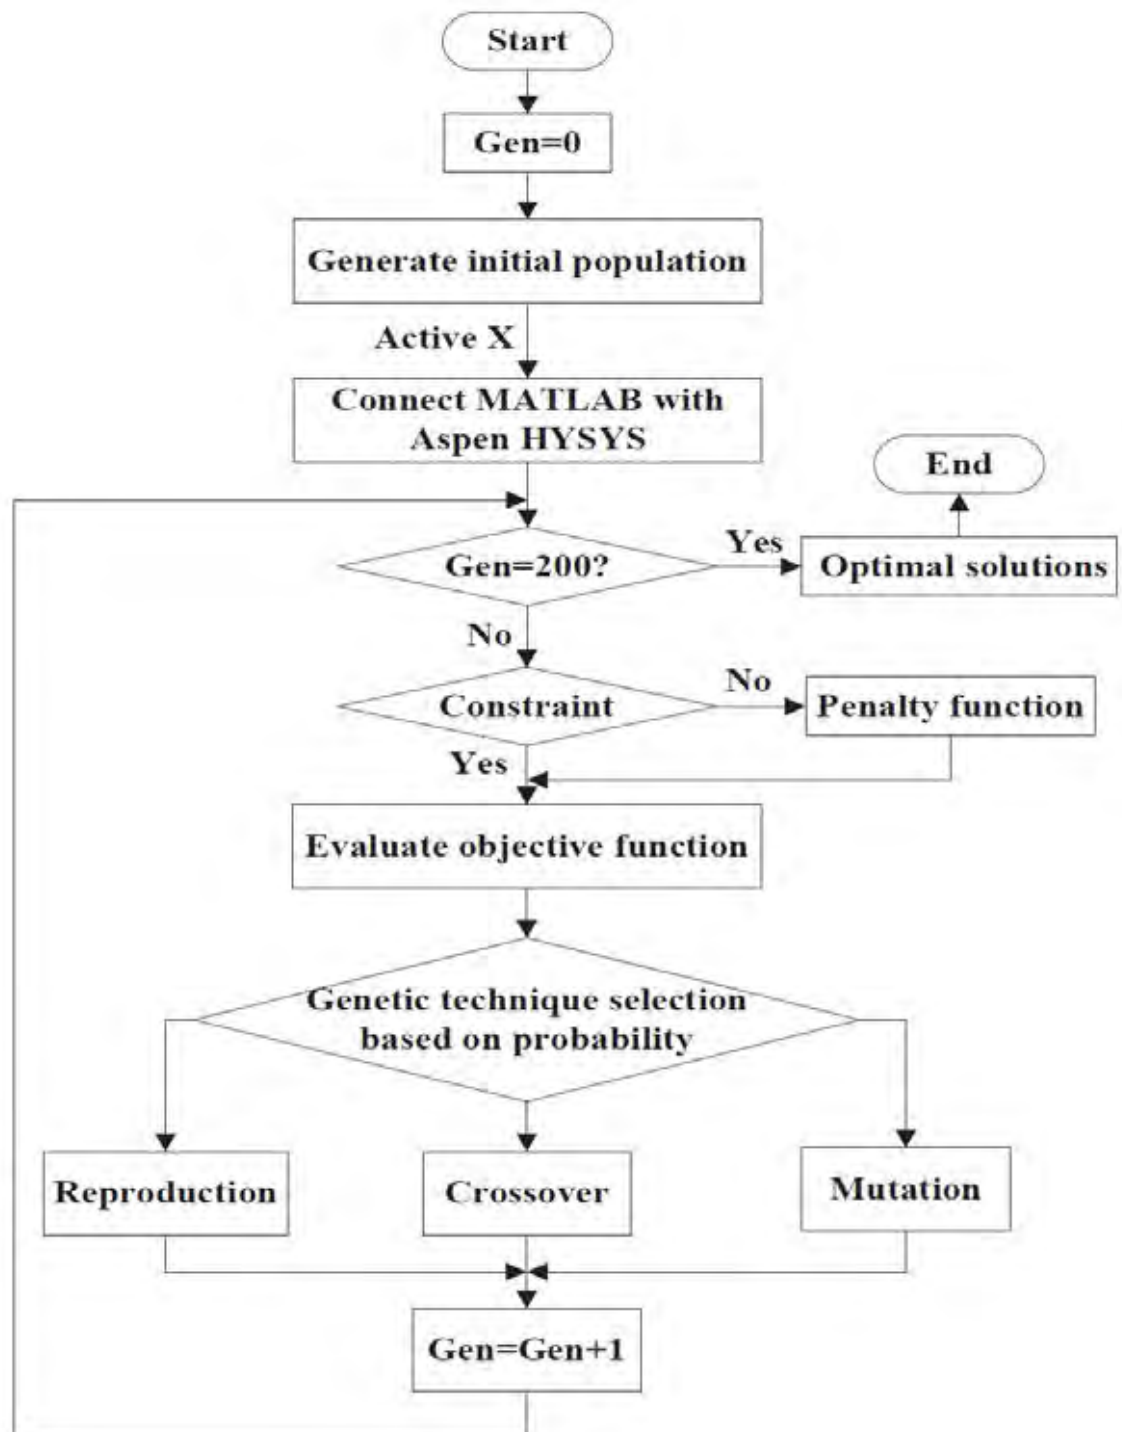 Start
Gen=0
Generate initial population
Active X
Connect MATLAB with
Aspen HYSYS
End
Gen=200?
Yes
Optimal solutions
No
Constraint
No
Penalty function
Yes
Evaluate objective function
Genetic technique selection
based on probability
Reproduction
Crossover
Mutation
Gen=Gen+1